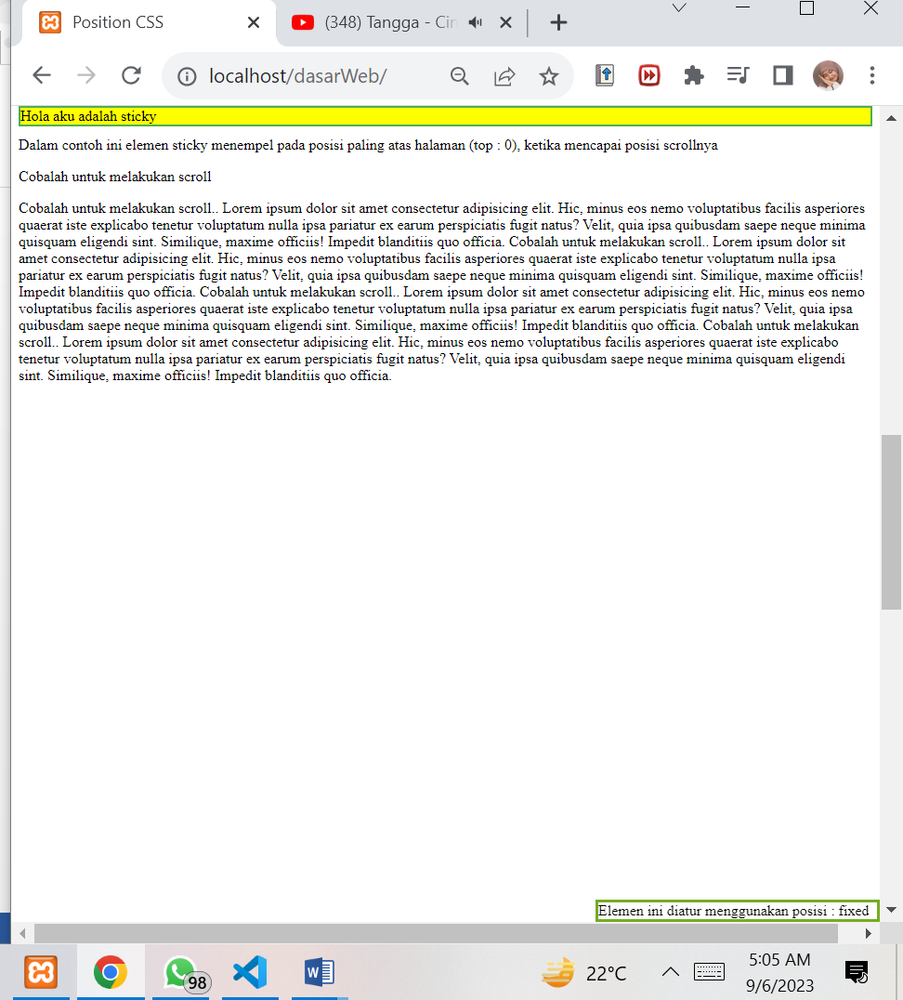 Position CSS
(348) Tangga - Cin
localhost/dasarWeb/
Hola aku adalah sticky
Dalam contoh ini elemen sticky menempel pada posisi paling atas halaman (top : 0), ketika mencapai posisi scrollnya
Cobalah untuk melakukan scroll
Cobalah untuk melakukan scroll.. Lorem ipsum dolor sit amet consectetur adipisicing elit. Hic, minus eos nemo voluptatibus facilis asperiores
quaerat iste explicabo tenetur voluptatum nulla ipsa pariatur ex earum perspiciatis fugit natus? Velit, quia ipsa quibusdam saepe neque minima
quisquam eligendi sint. Similique, maxime officiis! Impedit blanditiis quo officia. Cobalah untuk melakukan scroll.. Lorem ipsum dolor sit
amet consectetur adipisicing elit. Hic, minus eos nemo voluptatibus facilis asperiores quaerat iste explicabo tenetur voluptatum nulla ipsa
pariatur ex earum perspiciatis fugit natus? Velit, quia ipsa quibusdam saepe neque minima quisquam eligendi sint. Similique, maxime officiis!
Impedit blanditiis quo officia. Cobalah untuk melakukan scroll.. Lorem ipsum dolor sit amet consectetur adipisicing elit. Hic, minus eos nemo
voluptatibus facilis asperiores quaerat iste explicabo tenetur voluptatum nulla ipsa pariatur ex earum perspiciatis fugit natus? Velit, quia ipsa
quibusdam saepe neque minima quisquam eligendi sint. Similique, maxime officiis! Impedit blanditiis quo officia. Cobalah untuk melakukan
scroll.. Lorem ipsum dolor sit amet consectetur adipisicing elit. Hic, minus eos nemo voluptatibus facilis asperiores quaerat iste explicabo
tenetur voluptatum nulla ipsa pariatur ex earum perspiciatis fugit natus? Velit, quia ipsa quibusdam saepe neque minima quisquam eligendi
sint. Similique, maxime officiis! Impedit blanditiis quo officia.
Elemen ini diatur menggunakan posisi : fixed
98
W
22°C
5:05 AM
9/6/2023